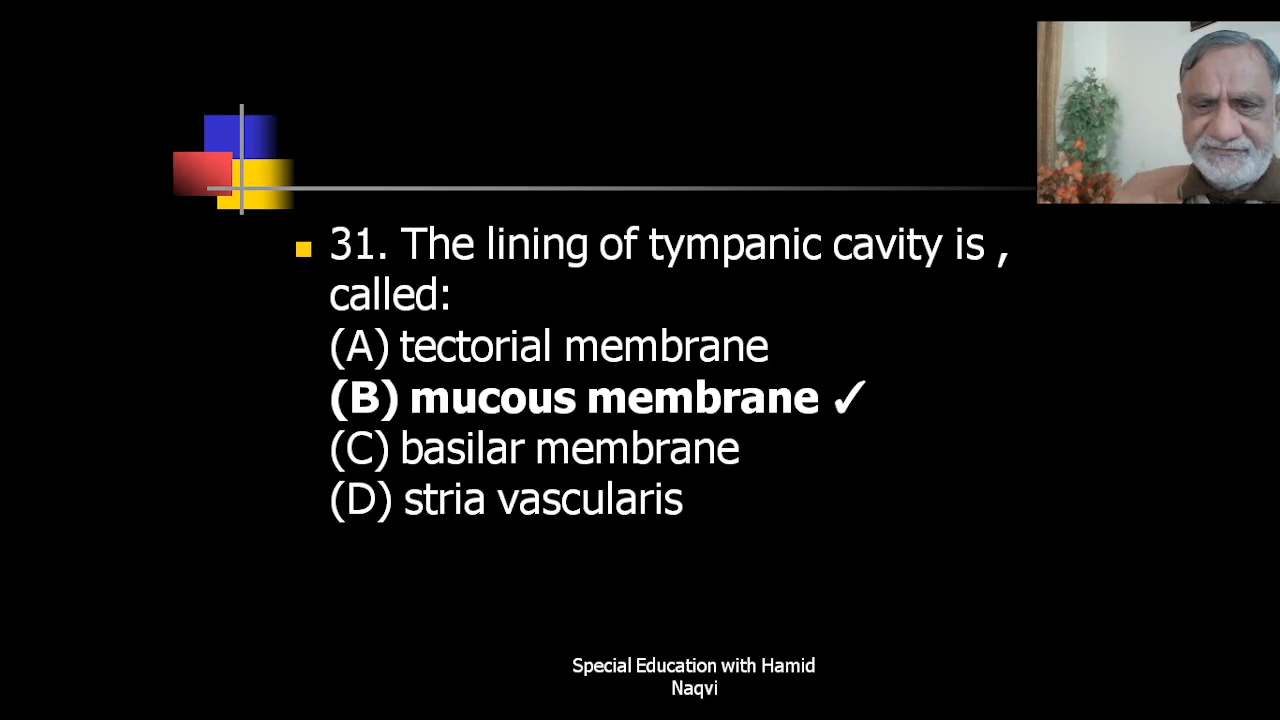 31. The lining of tympanic cavity is ,
called:
(A) tectorial membrane
(B) mucous membrane ✓
(C) basilar membrane
(D) stria vascularis
Special Education with Hamid
Naqvi